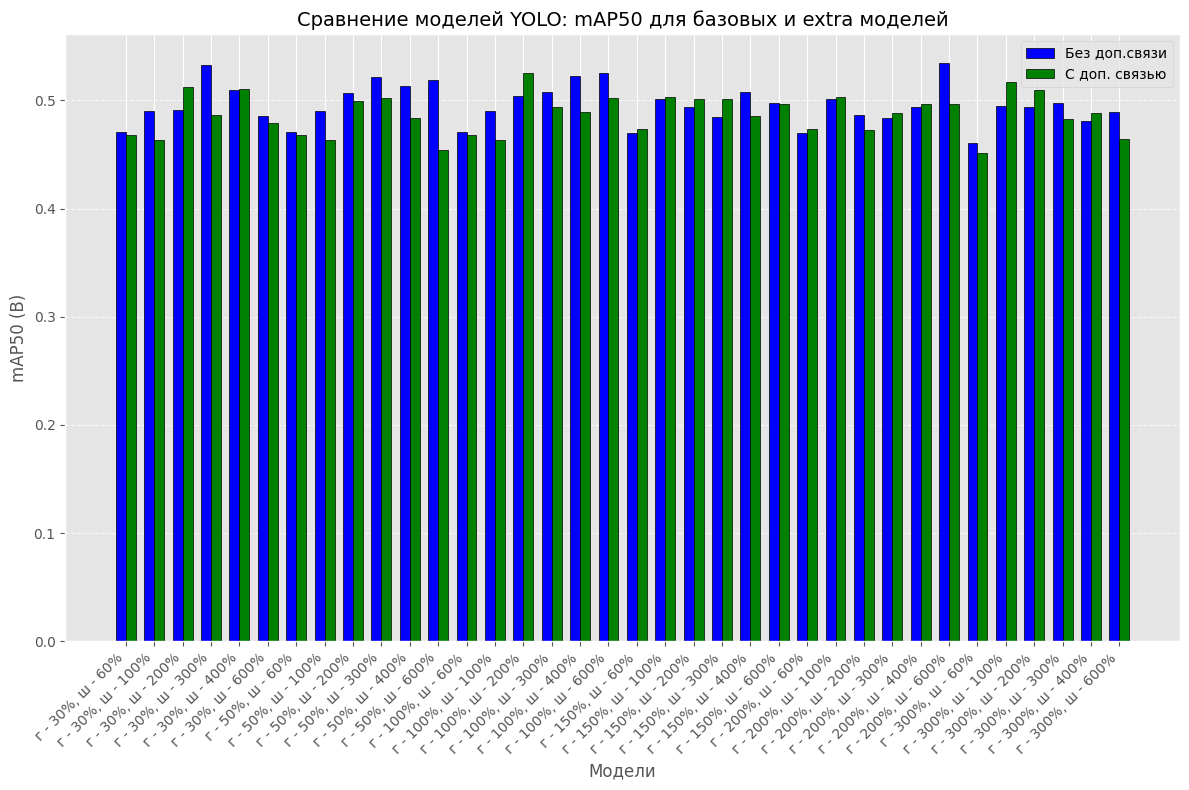 Сравнение моделей YOLO: mAP50 для базовых и extra моделей
Без доп.связи
С доп. связью
mAP50 (B)
0.5
0.4
0.3
0.2
0.1
0.0
г - 30%, ш - 60%
г - 30%, ш - 100%
г - 30%, ш - 200%
г - 30%, ш - 300%
г - 30%, ш - 400%
г - 30%, ш - 600%
г - 50%, ш - 60%
г - 50%, ш - 100%
г - 50%, ш - 200%
г - 50%, ш - 300%
г - 50%, ш - 400%
г - 50%, ш - 600%
г - 100%, ш - 60%
г - 100%, ш - 100%
г - 100%, ш - 200%
г - 100%, ш - 300%
г - 100%, ш - 400%
г - 100%, ш - 600%
г - 150%, ш - 60%
г - 150%, ш - 100%
г - 150%, ш - 200%
г - 150%, ш - 300%
г - 150%, ш - 400%
г - 150%, ш - 600%
г - 200%, ш - 60%
г - 200%, ш - 100%
г - 200%, ш - 200%
г - 200%, ш - 300%
г - 200%, ш - 400%
г - 200%, ш - 600%
г - 300%, ш - 60%
г - 300%, ш - 100%
г - 300%, ш - 200%
г - 300%, ш - 300%
г - 300%, ш - 400%
г - 300%, ш - 600%
Модели